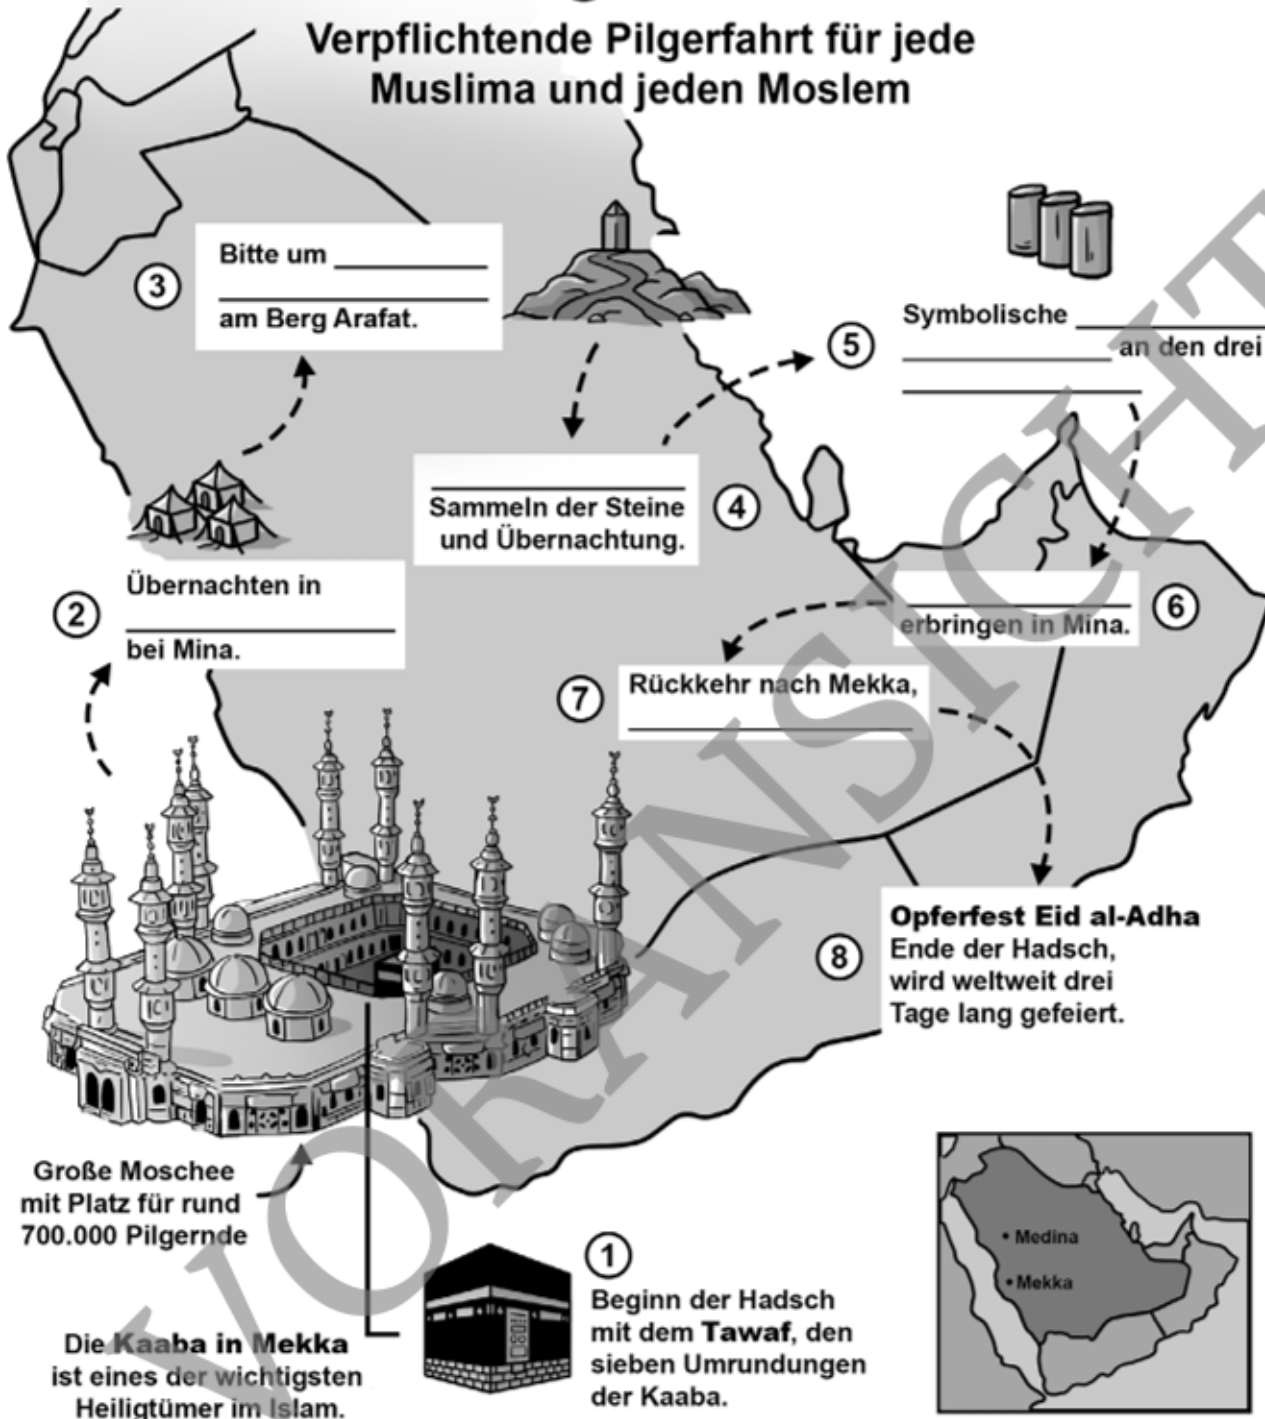 Verpflichtende Pilgerfahrt für jede
Muslima und jeden Moslem
3
Bitte um
am Berg Arafat.
5
Symbolische
an den drei
Sammeln der Steine
und Übernachtung.
4
2
Übernachten in
bei Mina.
erbringen in Mina.
6
7
Rückkehr nach Mekka,
8
Opferfest Eid al-Adha
Ende der Hadsch,
wird weltweit drei
Tage lang gefeiert.
Große Moschee
mit Platz für rund
700.000 Pilgernde
1
Beginn der Hadsch
mit dem Tawaf, den
sieben Umrundungen
der Kaaba.
Die Kaaba in Mekka
ist eines der wichtigsten
Heiligtümer im Islam.
Medina
Mekka
VORANSICHT